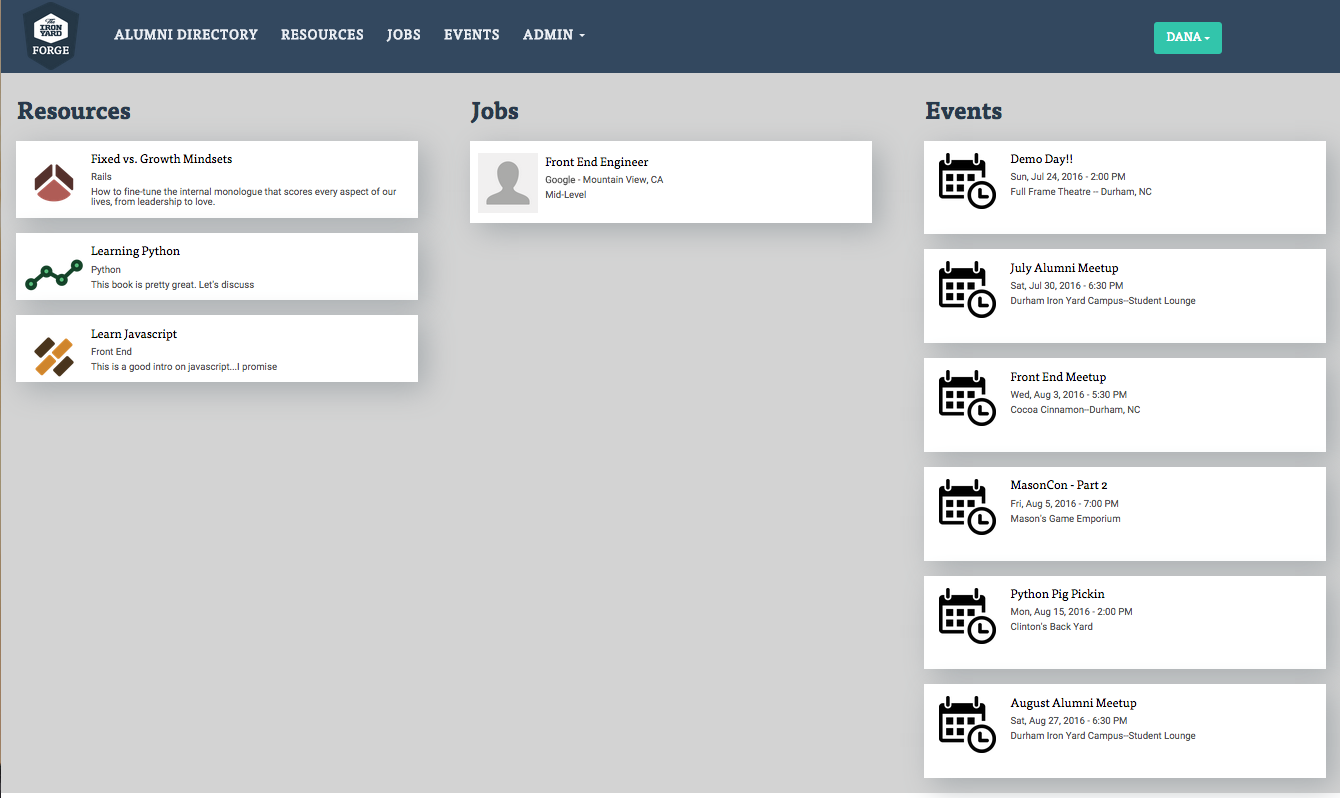 The
IRON
YARD
FORGE
ALUMNI DIRECTORY
RESOURCES
JOBS
EVENTS
ADMIN
DANA
Resources
Fixed vs. Growth Mindsets
Rails
How to fine-tune the internal monologue that scores every aspect of our
lives, from leadership to love.
Learning Python
Python
This book is pretty great. Let's discuss
Learn Javascript
Front End
This is a good intro on javascript...I promise
Jobs
Front End Engineer
Google - Mountain View, CA
Mid-Level
Events
Demo Day!!
Sun, Jul 24, 2016 - 2:00 PM
Full Frame Theatre -- Durham, NC
July Alumni Meetup
Sat, Jul 30, 2016 - 6:30 PM
Durham Iron Yard Campus--Student Lounge
Front End Meetup
Wed, Aug 3, 2016 - 5:30 PM
Cocoa Cinnamon--Durham, NC
MasonCon - Part 2
Fri, Aug 5, 2016 - 7:00 PM
Mason's Game Emporium
Python Pig Pickin
Mon, Aug 15, 2016 - 2:00 PM
Clinton's Back Yard
August Alumni Meetup
Sat, Aug 27, 2016 - 6:30 PM
Durham Iron Yard Campus--Student Lounge